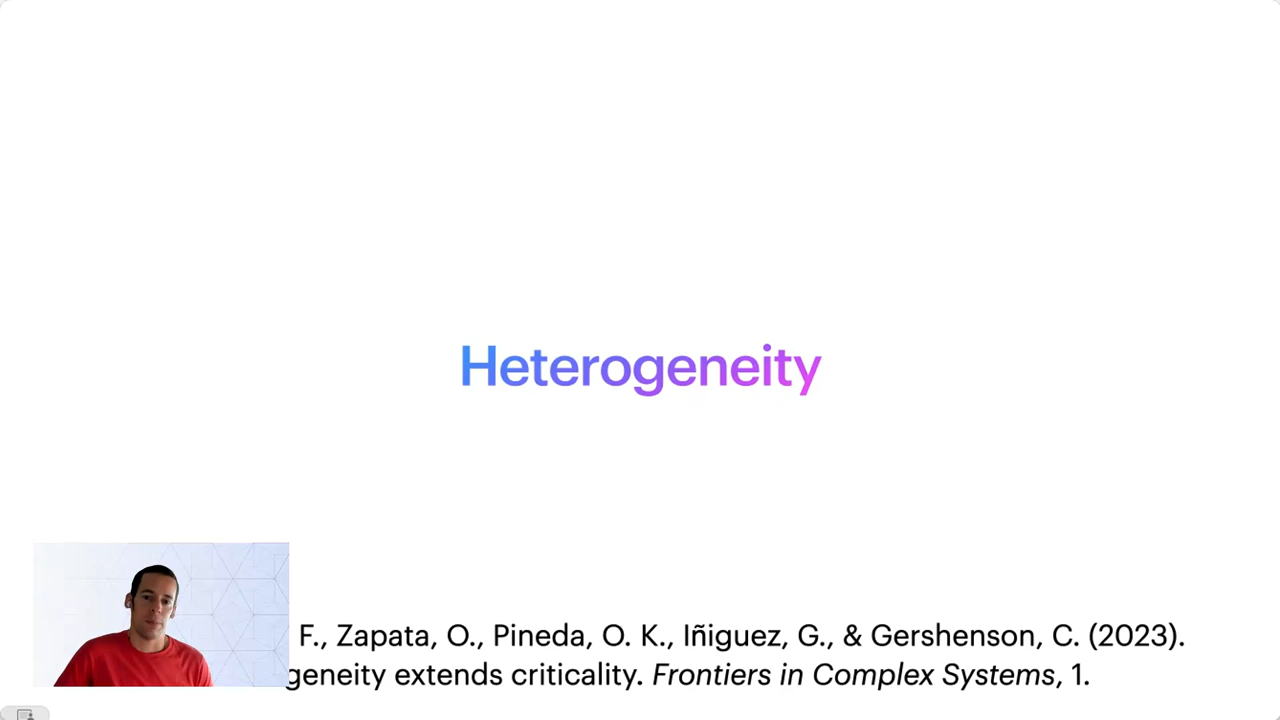 Heterogeneity
F., Zapata, O., Pineda, O. K., Iñiguez, G., & Gershenson, C. (2023).
geneity extends criticality. Frontiers in Complex Systems, 1.